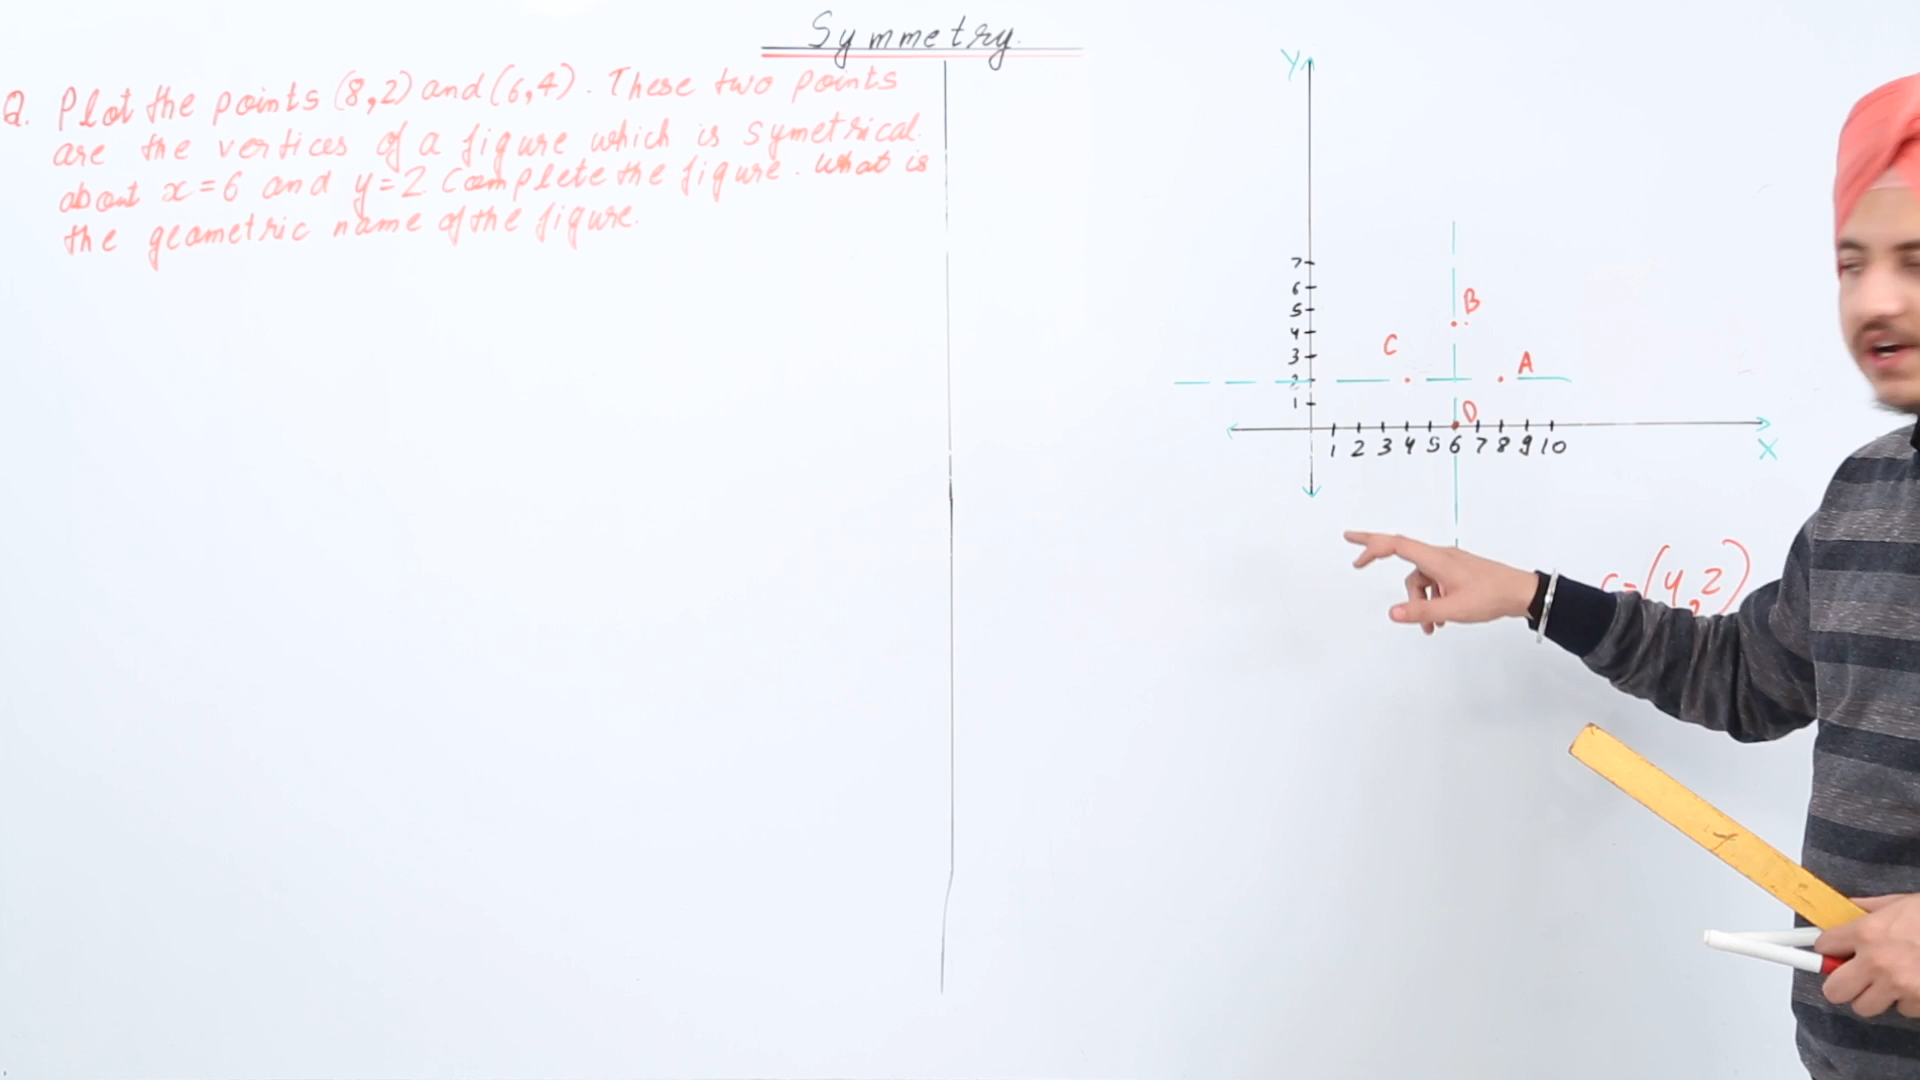 Symmetry.
Q. Plot the points (8,2) and (6,4). These two points
are the vertices of a figure which is symetrical.
about x=6 and y=2. Complete the figure. What is
the geometric name of the figure.
Y
7
6
B
5
4
C
3
A
2
1
D
1 2 3 4 5 6 7 8 9 10
X
C=(4,2)